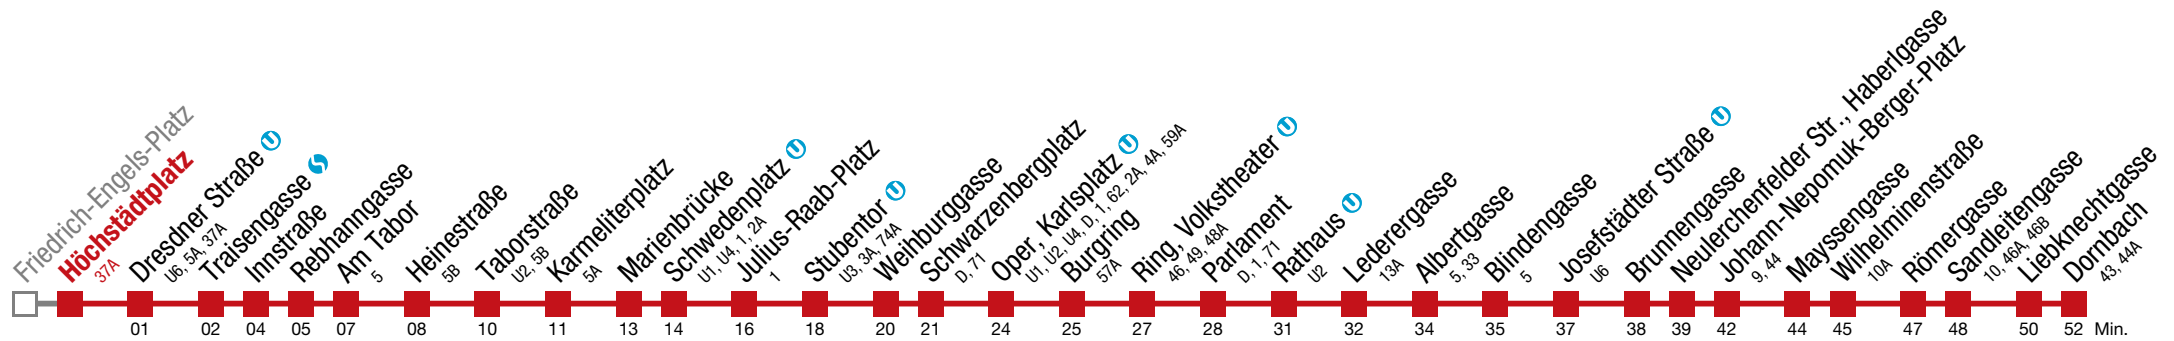 Friedrich-Engels-Platz
Höchstädtplatz
37A
Dresdner Straße U
U6, 5A, 37A
Traisengasse S
Innstraße
Rebhanngasse
Am Tabor
5
Heinestraße
5B
Taborstraße
U2, 5B
Karmeliterplatz
5A
Marienbrücke
Schwedenplatz U
U1, U4, 1, 2A
Julius-Raab-Platz
1
Stubentor U
U3, 3A, 74A
Weihburggasse
Schwarzenbergplatz
D, 71
Oper, Karlsplatz U
U1, U2, U4, D, 1, 62, 2A, 4A, 59A
Burgring
57A
Ring, Volkstheater U
46, 49, 48A
Parlament
D, 1, 71
Rathaus U
U2
Lederergasse
13A
Albertgasse
5, 33
Blindengasse
5
Josefstädter Straße U
U6
Brunnengasse
Neulerchenfelder Str., Haberlgasse
Johann-Nepomuk-Berger-Platz
9, 44
Mayssengasse
Wilhelminenstraße
10A
Römergasse
Sandleitengasse
10, 46A, 46B
Liebknechtgasse
Dornbach
43, 44A
01 02 04 05 07 08 10 11 13 14 16 18 20 21 24 25 27 28 31 32 34 35 37 38 39 42 44 45 47 48 50 52 Min.